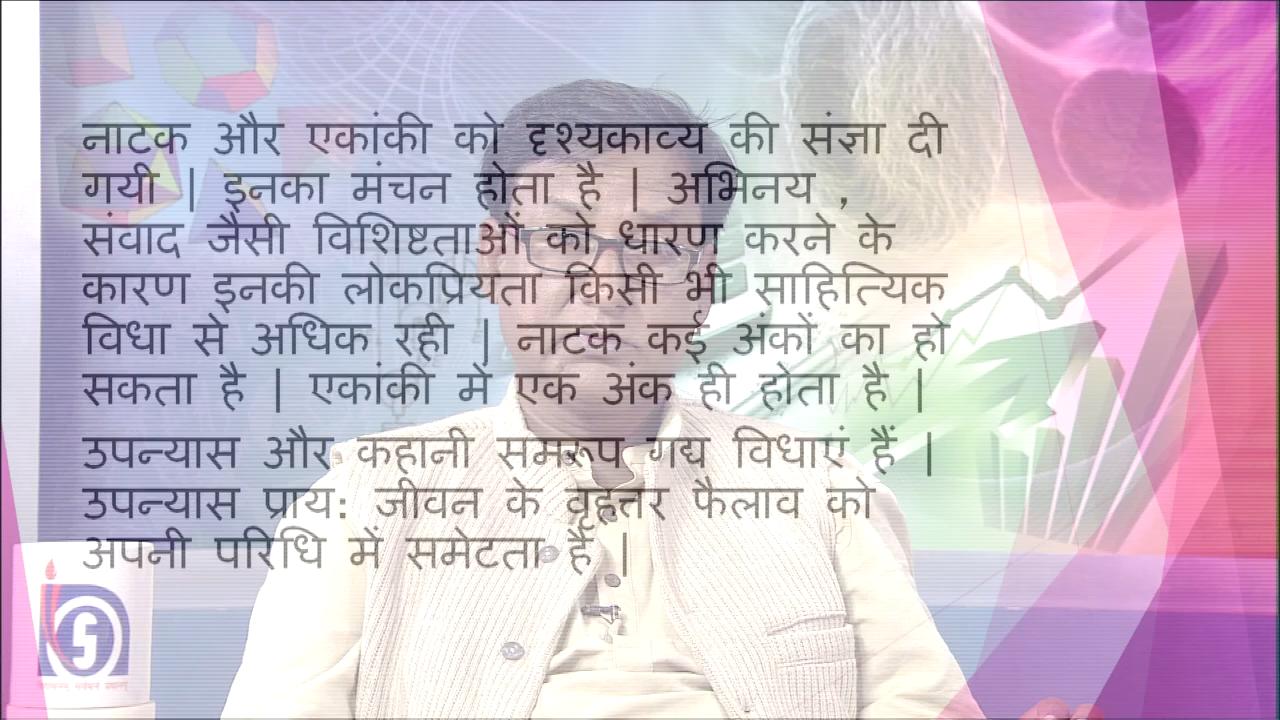 नाटक और एकांकी को दृश्यकाव्य की संज्ञा दी
गयी | इनका मंचन होता है | अभिनय ,
संवाद जैसी विशिष्टताओं को धारण करने के
कारण इनकी लोकप्रियता किसी भी साहित्यिक
विधा से अधिक रही | नाटक कई अंकों का हो
सकता है | एकांकी में एक अंक ही होता है |
उपन्यास और कहानी समरूप गद्य विधाएं हैं |
उपन्यास प्राय: जीवन के वृहत्तर फैलाव को
अपनी परिधि में समेटता है |